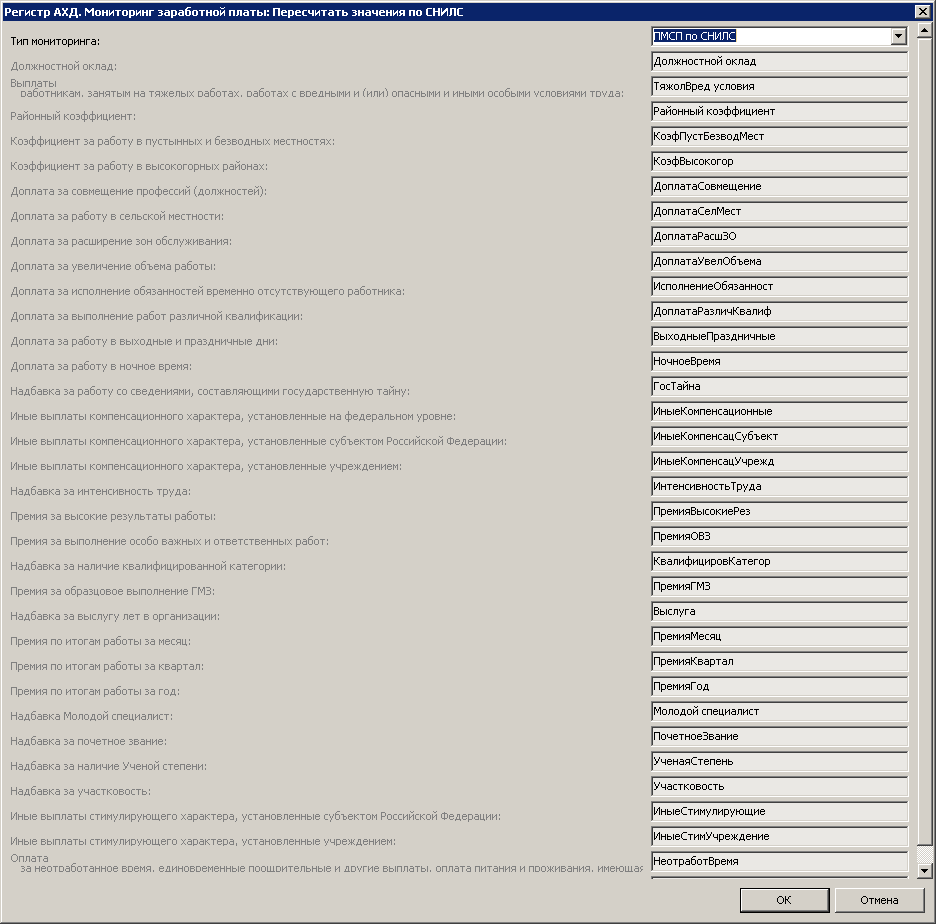 Регистр АХД. Мониторинг заработной платы: Пересчитать значения по СНИЛС
Тип мониторинга: ПМСП по СНИЛС
Должностной оклад: Должностной оклад
Выплаты
работникам, занятым на тяжелых работах, работах с вредными и (или) опасными и иными особыми условиями труда: ТяжолВред условия
Районный коэффициент: Районный коэффициент
Коэффициент за работу в пустынных и безводных местностях: КоэфПустБезводМест
Коэффициент за работу в высокогорных районах: КоэфВысокогор
Доплата за совмещение профессий (должностей): ДоплатаСовмещение
Доплата за работу в сельской местности: ДоплатаСелМест
Доплата за расширение зон обслуживания: ДоплатаРасшЗО
Доплата за увеличение объема работы: ДоплатаУвелОбъема
Доплата за исполнение обязанностей временно отсутствующего работника: ИсполнениеОбязанност
Доплата за выполнение работ различной квалификации: ДоплатаРазличКвалиф
Доплата за работу в выходные и праздничные дни: ВыходныеПраздничные
Доплата за работу в ночное время: НочноеВремя
Надбавка за работу со сведениями, составляющими государственную тайну: ГосТайна
Иные выплаты компенсационного характера, установленные на федеральном уровне: ИныеКомпенсационные
Иные выплаты компенсационного характера, установленные субъектом Российской Федерации: ИныеКомпенсацСубъект
Иные выплаты компенсационного характера, установленные учреждением: ИныеКомпенсацУчрежд
Надбавка за интенсивность труда: ИнтенсивностьТруда
Премия за высокие результаты работы: ПремияВысокиеРез
Премия за выполнение особо важных и ответственных работ: ПремияОВЗ
Надбавка за наличие квалифицированной категории: КвалифицировКатегор
Премия за образцовое выполнение ГМЗ: ПремияГМЗ
Надбавка за выслугу лет в организации: Выслуга
Премия по итогам работы за месяц: ПремияМесяц
Премия по итогам работы за квартал: ПремияКвартал
Премия по итогам работы за год: ПремияГод
Надбавка Молодой специалист: Молодой специалист
Надбавка за почетное звание: ПочетноеЗвание
Надбавка за наличие Ученой степени: УченаяСтепень
Надбавка за участковость: Участковость
Иные выплаты стимулирующего характера, установленные субъектом Российской Федерации: ИныеСтимулирующие
Иные выплаты стимулирующего характера, установленные учреждением: ИныеСтимУчреждение
Оплата
за неотработанное время, единовременные поощрительные и другие выплаты, оплата питания и проживания, имеющая НеотработВремя
ОК Отмена